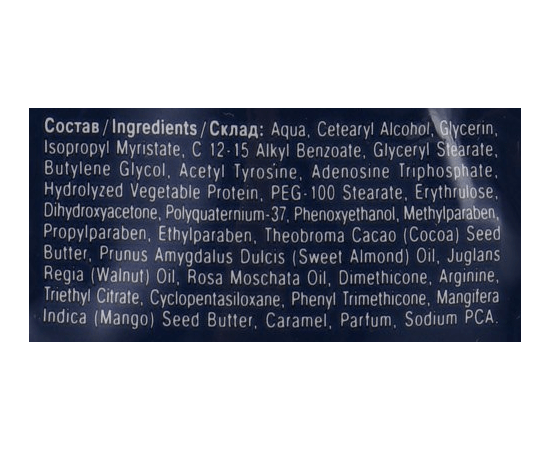 Состав / Ingredients / Склад: Aqua, Cetearyl Alcohol, Glycerin,
Isopropyl Myristate, C 12-15 Alkyl Benzoate, Glyceryl Stearate,
Butylene Glycol, Acetyl Tyrosine, Adenosine Triphosphate,
Hydrolyzed Vegetable Protein, PEG-100 Stearate, Erythrulose,
Dihydroxyacetone, Polyquaternium-37, Phenoxyethanol, Methylparaben,
Propylparaben, Ethylparaben, Theobroma Cacao (Cocoa) Seed
Butter, Prunus Amygdalus Dulcis (Sweet Almond) Oil, Juglans
Regia (Walnut) Oil, Rosa Moschata Oil, Dimethicone, Arginine,
Triethyl Citrate, Cyclopentasiloxane, Phenyl Trimethicone, Mangifera
Indica (Mango) Seed Butter, Caramel, Parfum, Sodium PCA.